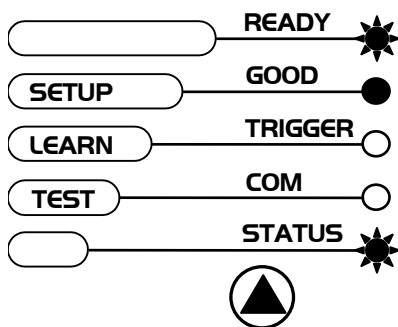 READY
SETUP GOOD
LEARN TRIGGER
TEST COM
STATUS